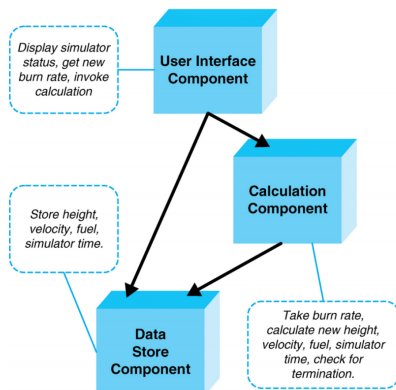 Display simulator
status, get new
burn rate, invoke
calculation
User Interface
Component
Calculation
Component
Store height,
velocity, fuel,
simulator time.
Data
Store
Component
Take burn rate,
calculate new height,
velocity, fuel, simulator
time, check for
termination.